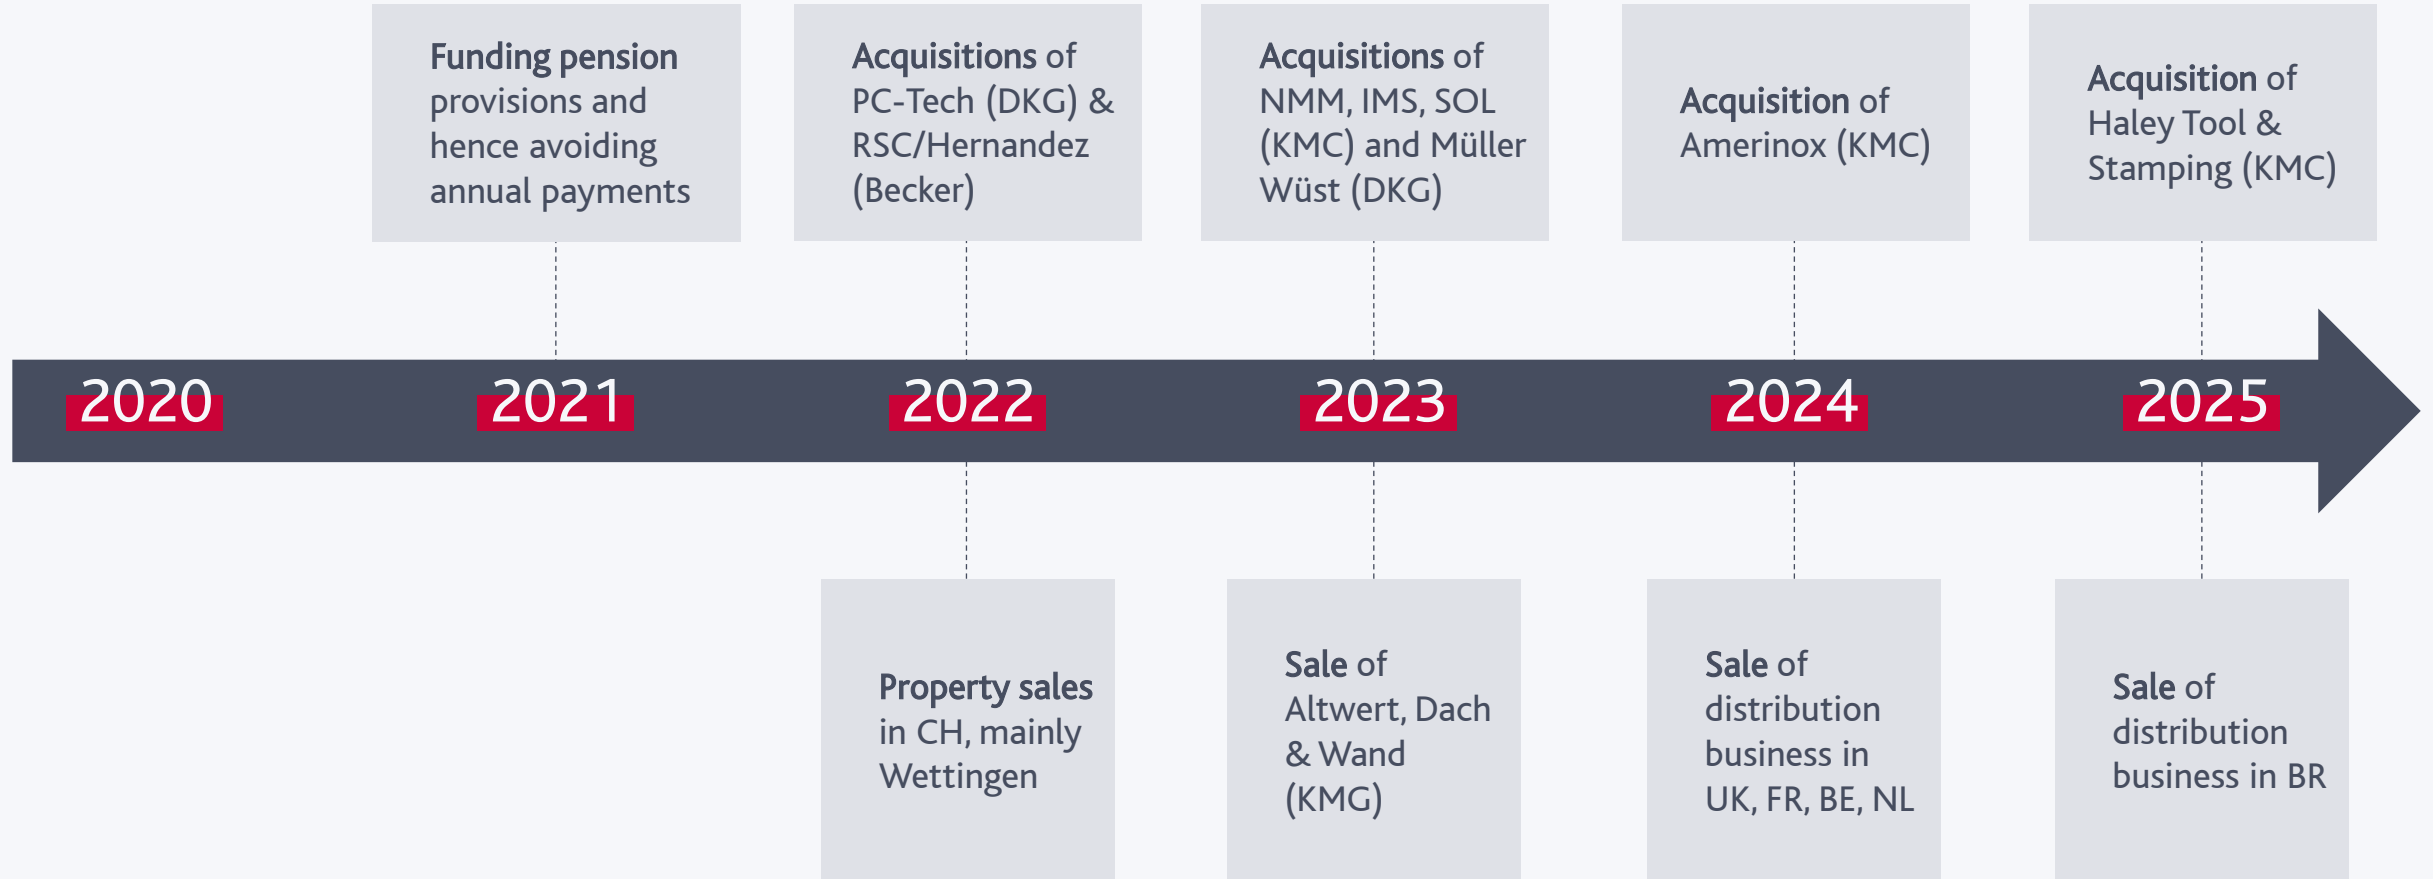 Funding pension
provisions and
hence avoiding
annual payments
Acquisitions of
PC-Tech (DKG) &
RSC/Hernandez
(Becker)
Acquisitions of
NMM, IMS, SOL
(KMC) and Müller
Wüst (DKG)
Acquisition of
Amerinox (KMC)
Acquisition of
Haley Tool &
Stamping (KMC)
2020
2021
2022
2023
2024
2025
Property sales
in CH, mainly
Wettingen
Sale of
Altwert, Dach
& Wand
(KMG)
Sale of
distribution
business in
UK, FR, BE, NL
Sale of
distribution
business in BR